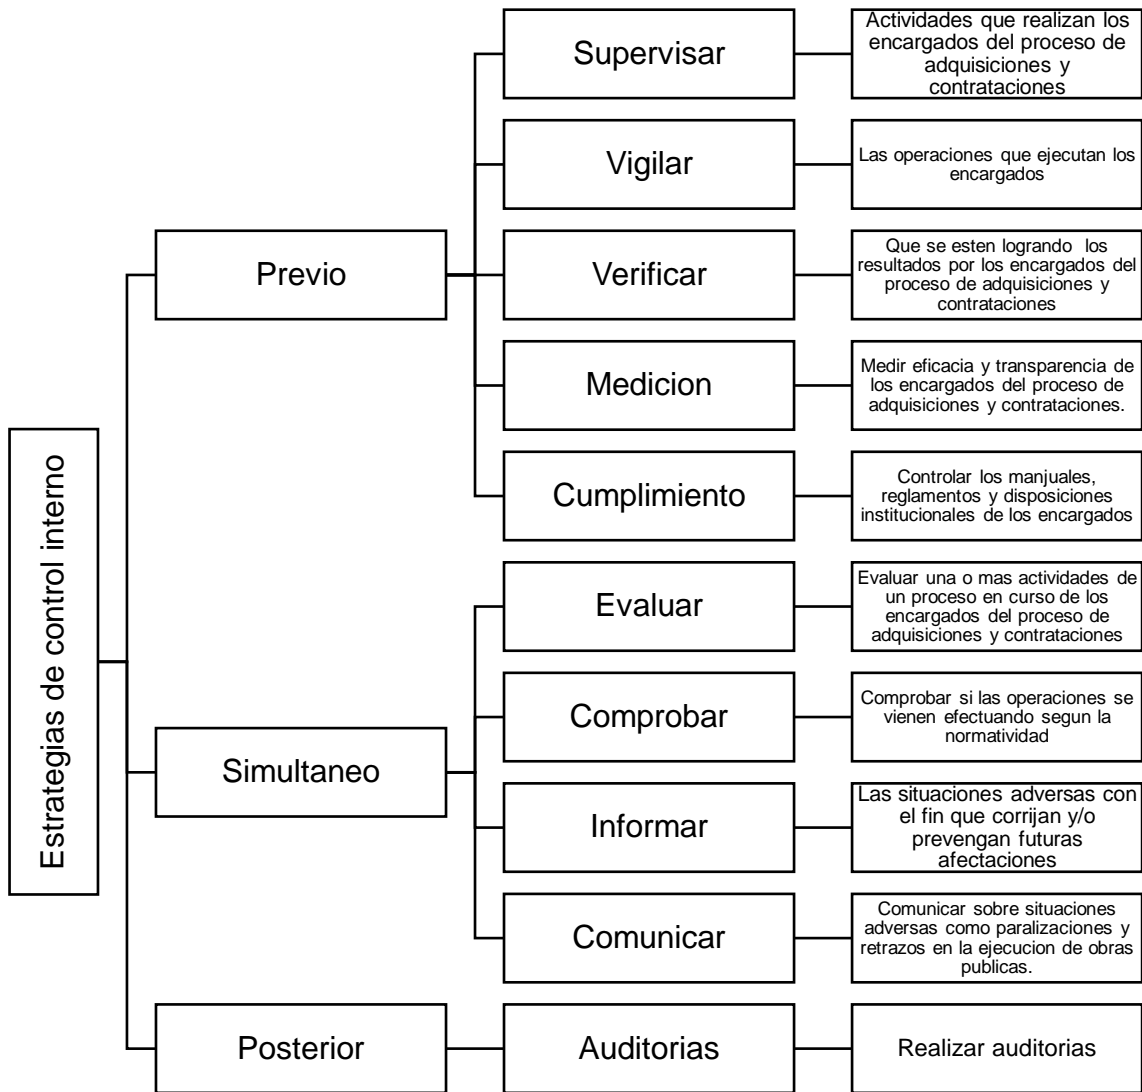 Estrategias de control interno
Previo
Supervisar
Actividades que realizan los
encargados del proceso de
adquisiciones y
contrataciones
Vigilar
Las operaciones que ejecutan los
encargados
Verificar
Que se esten logrando los
resultados por los encargados del
proceso de adquisiciones y
contrataciones
Medicion
Medir eficacia y transparencia de
los encargados del proceso de
adquisiciones y contrataciones.
Cumplimiento
Controlar los manjuales,
reglamentos y disposiciones
institucionales de los encargados
Simultaneo
Evaluar
Evaluar una o mas actividades de
un proceso en curso de los
encargados del proceso de
adquisiciones y contrataciones
Comprobar
Comprobar si las operaciones se
vienen efectuando segun la
normatividad
Informar
Las situaciones adversas con
el fin que corrijan y/o
prevengan futuras
afectaciones
Comunicar
Comunicar sobre situaciones
adversas como paralizaciones y
retrazos en la ejecucion de obras
publicas.
Posterior
Auditorias
Realizar auditorias